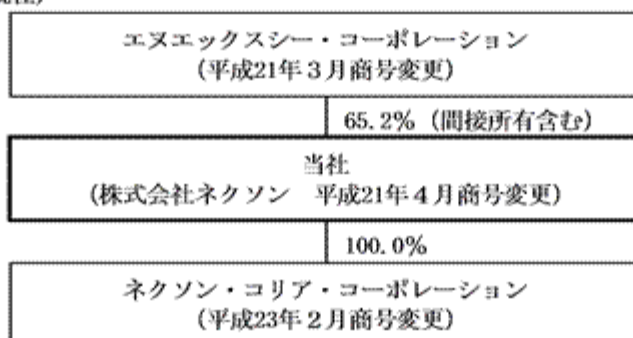 エヌエックスシー・コーポレーション
(平成21年3月商号変更)
65.2% (間接所有含む)
当社
(株式会社ネクソン 平成21年4月商号変更)
100.0%
ネクソン・コリア・コーポレーション
(平成23年2月商号変更)